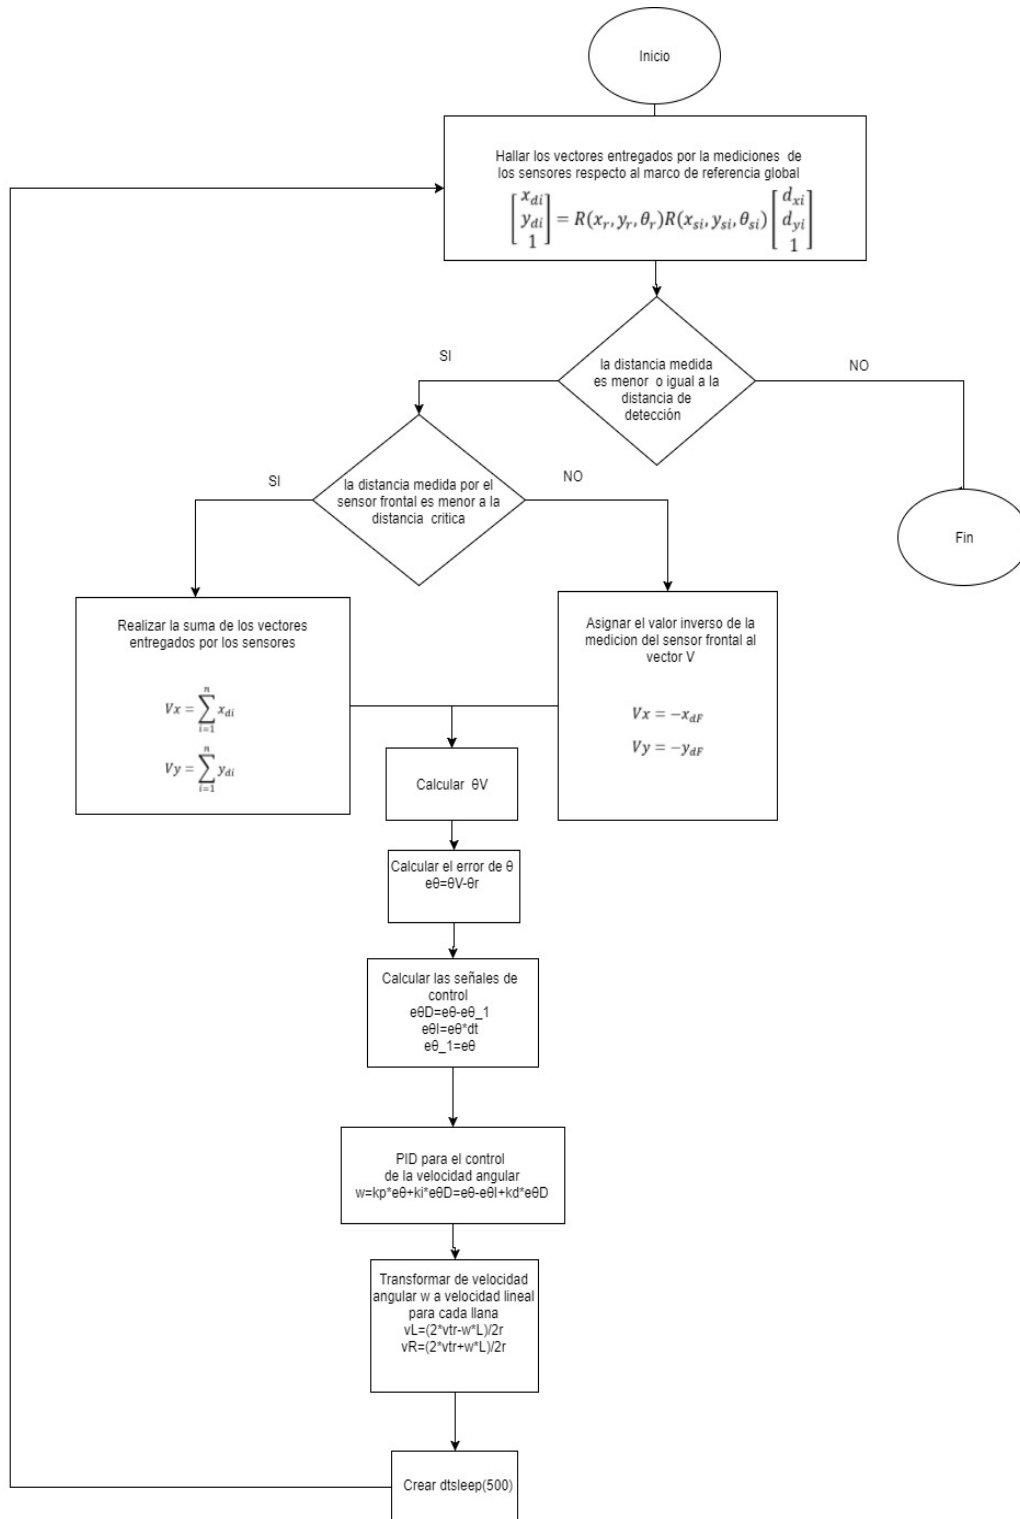 Inicio
Hallar los vectores entregados por la mediciones de
los sensores respecto al marco de referencia global
[x_di y_di 1] = R(x_r, y_r, θ_r)R(x_si, y_si, θ_si) [d_xi d_yi 1]
la distancia medida
es menor o igual a la
distancia de
detección
SI
NO
la distancia medida por el
sensor frontal es menor a la
distancia critica
SI
NO
Fin
Realizar la suma de los vectores
entregados por los sensores
Vx = ∑_{i=1}^{n} x_di
Vy = ∑_{i=1}^{n} y_di
Asignar el valor inverso de la
medicion del sensor frontal al
vector V
Vx = −x_dF
Vy = −y_dF
Calcular θV
Calcular el error de θ
eθ=θV-θr
Calcular las señales de
control
eθD=eθ-eθ_1
eθI=eθ*dt
eθ_1=eθ
PID para el control
de la velocidad angular
w=kp*eθ+ki*eθD=eθ-eθI+kd*eθD
Transformar de velocidad
angular w a velocidad lineal
para cada llana
vL=(2*vtr-w*L)/2r
vR=(2*vtr+w*L)/2r
Crear dtsleep(500)